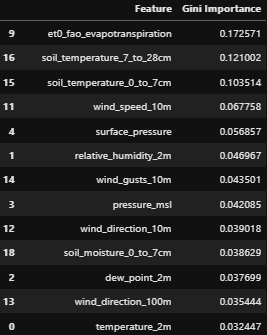 Feature Gini Importance
9 et0_fao_evapotranspiration 0.172571
16 soil_temperature_7_to_28cm 0.121002
15 soil_temperature_0_to_7cm 0.103514
11 wind_speed_10m 0.067758
4 surface_pressure 0.056857
1 relative_humidity_2m 0.046967
14 wind_gusts_10m 0.043501
3 pressure_msl 0.042085
12 wind_direction_10m 0.039018
18 soil_moisture_0_to_7cm 0.038629
2 dew_point_2m 0.037699
13 wind_direction_100m 0.035444
0 temperature_2m 0.032447